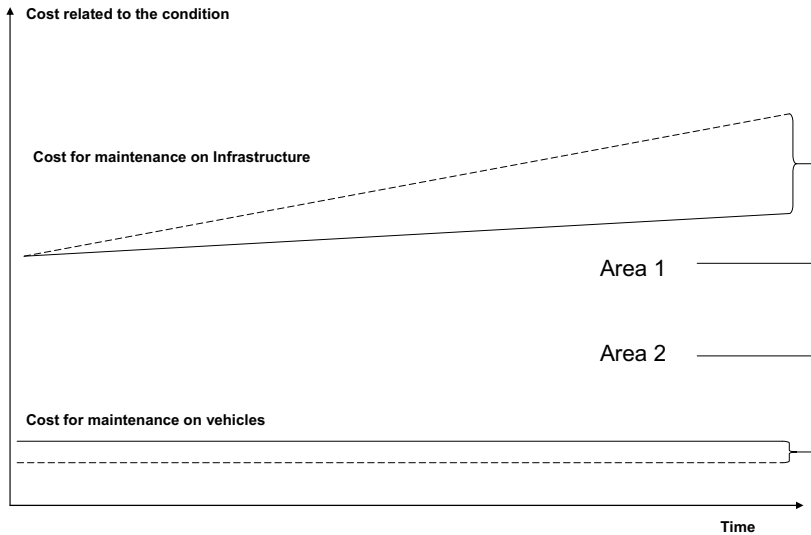 Cost related to the condition
Cost for maintenance on Infrastructure
Area 1
Area 2
Cost for maintenance on vehicles
Time